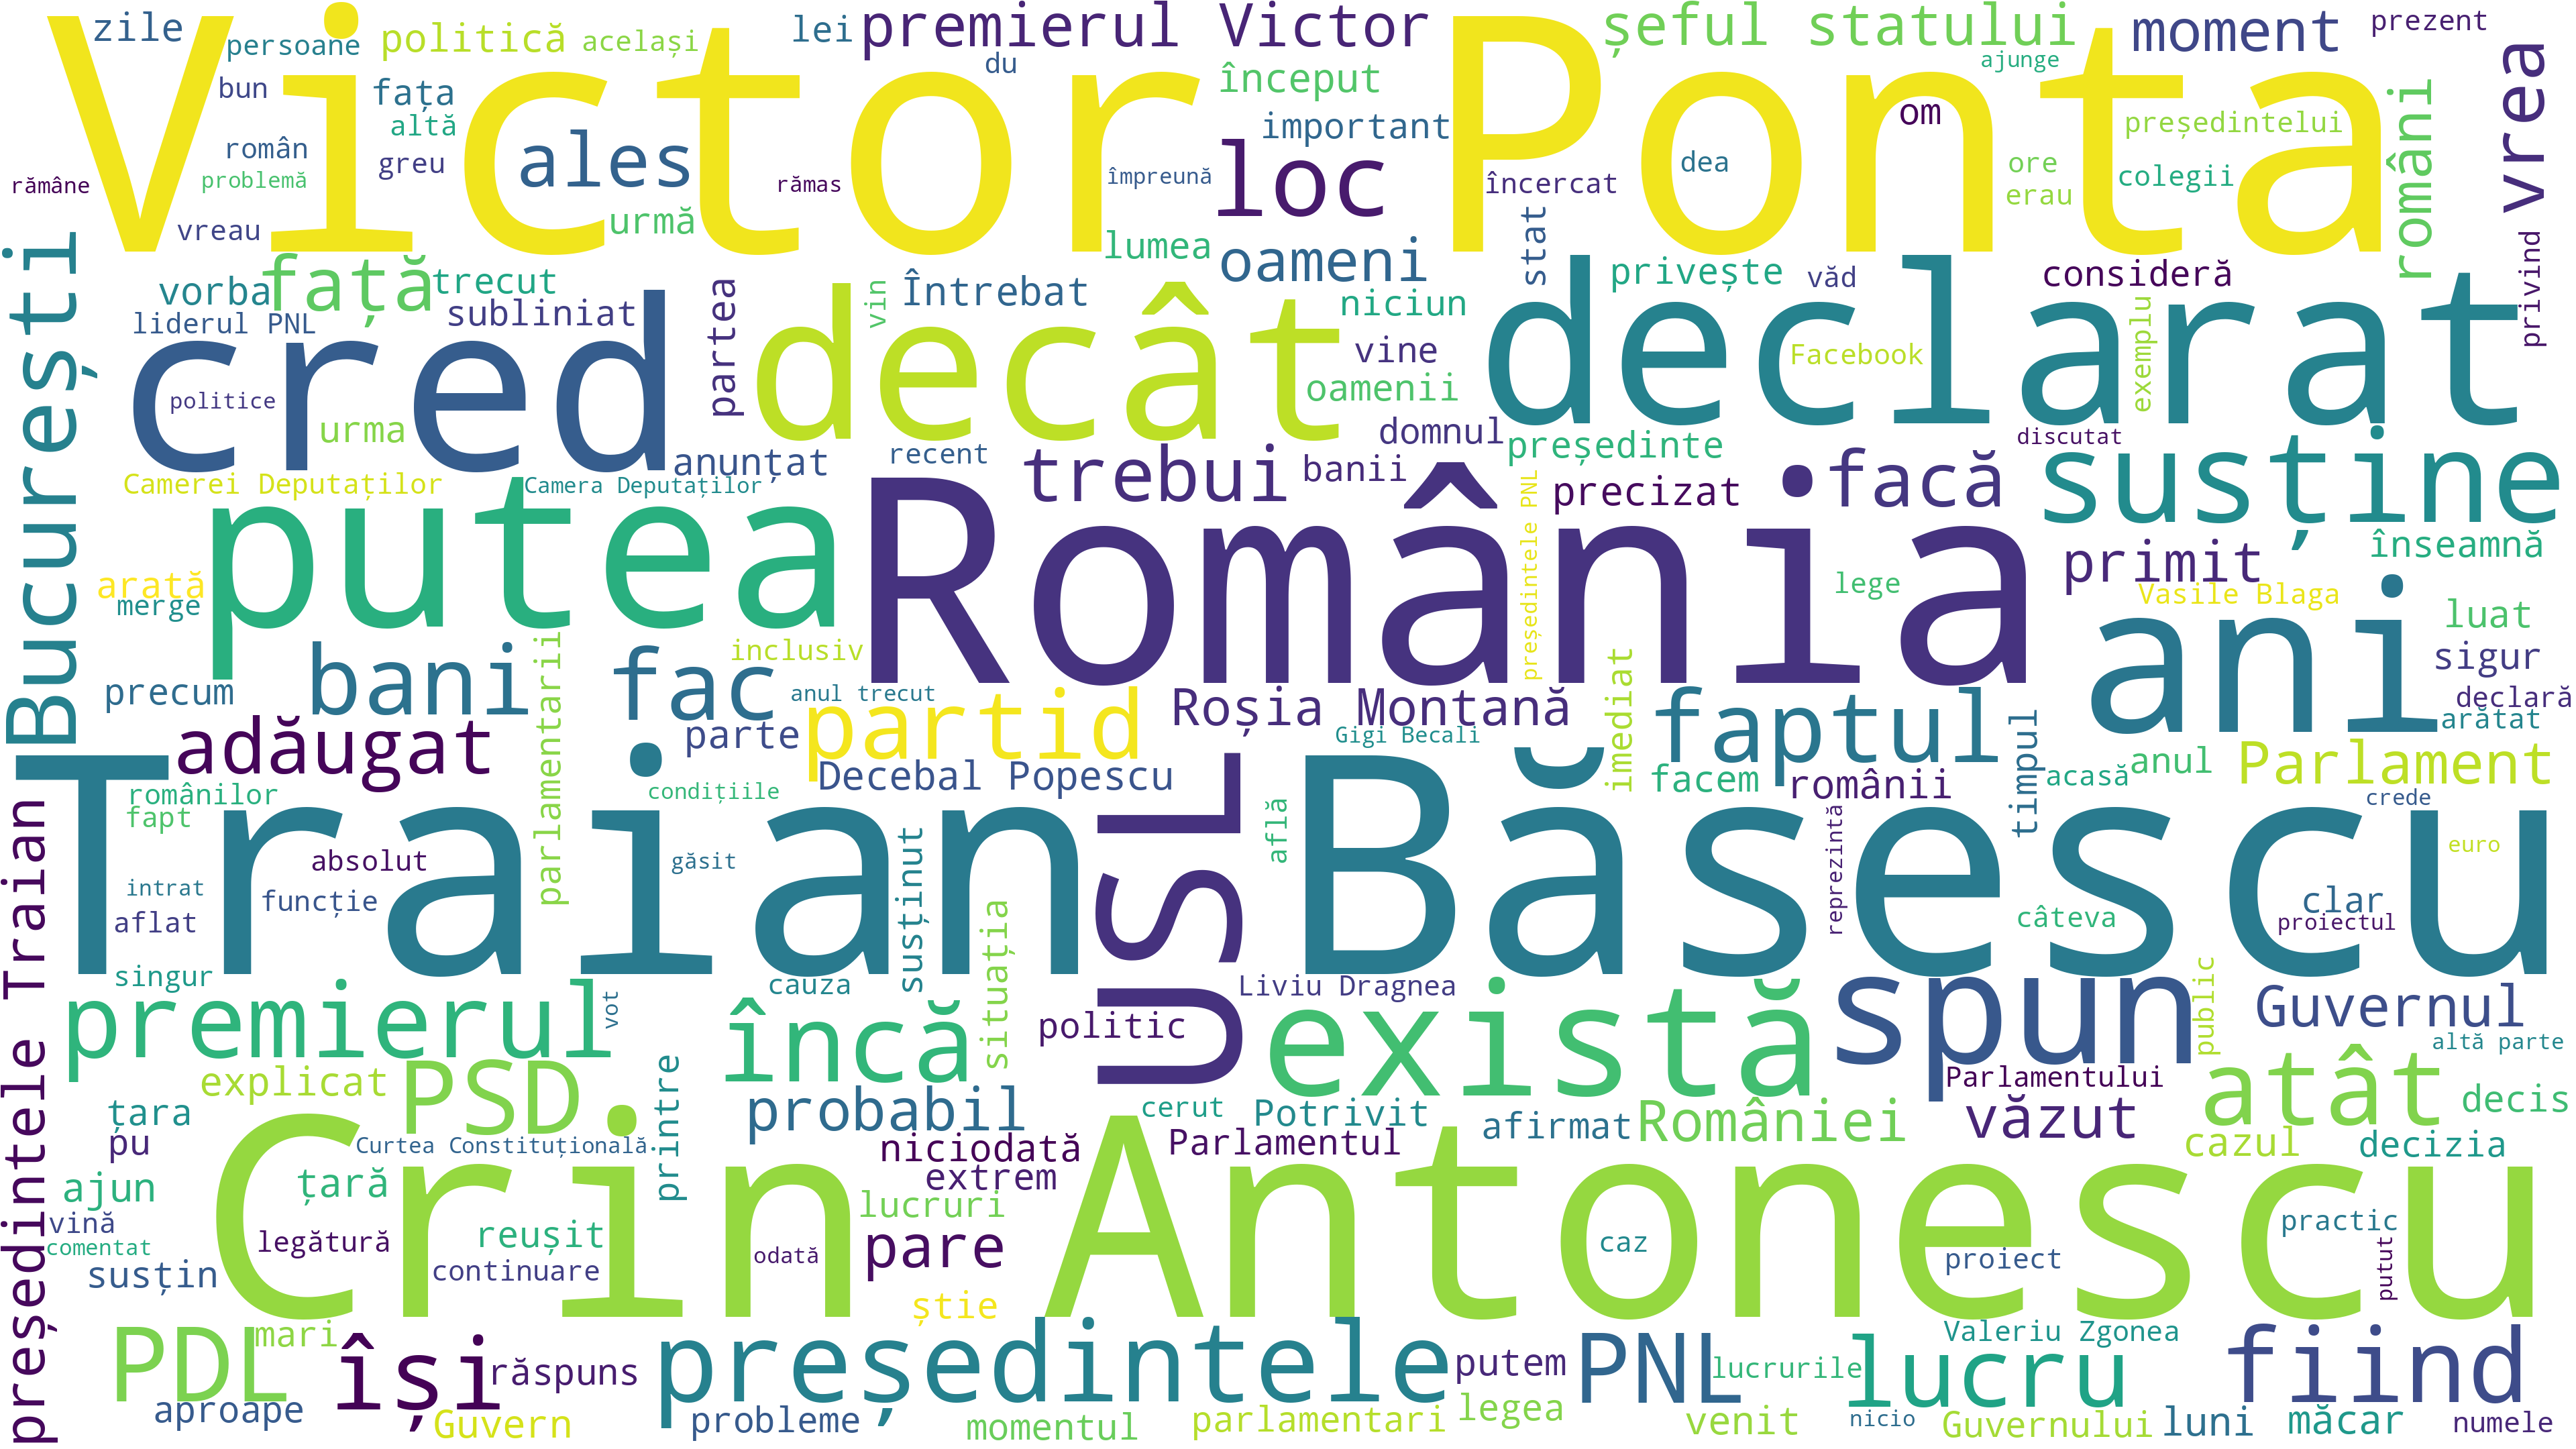 Victor Ponta
zile
persoane
politică
același
lei
premierul Victor
du
șeful statului
moment
prezent
bun
fața
altă
început
ajunge
vrea
români
român
greu
ales
important
om
președintelui
rămâne
problemă
rămas
împreună
loc
încercat
dea
ore
colegii
erau
vreau
urmă
lumea
oameni
stat
privind
București
vorba
față
trecut
Întrebat
privește
văd
consideră
liderul PNL
subliniat
partea
vin
niciun
declarat
exemplu
cred
decât
vine
Facebook
politice
oamenii
urma
domnul
președinte
discutat
anunțat
recent
trebui
banii
susține
Camerei Deputaților
Camera Deputaților
precizat
facă
putea
România
președintele PNL
înseamnă
arată
merge
primit
lege
Vasile Blaga
luat
ani
parlamentarii
inclusiv
sigur
precum
bani
fac
anul trecut
Roșia Montană
imediat
declară
partid
faptul
timpul
arătat
adăugat
parte
Gigi Becali
Decebal Popescu
facem
românii
acasă
anul
Parlament
Traian Băsescu
USL
românilor
condițiile
crede
fapt
află
reprezintă
președintele Traian
absolut
găsit
susținut
euro
intrat
funcție
situația
clar
aflat
câteva
proiectul
singur
cauza
Liviu Dragnea
public
premierul
vot
încă
politic
există
spun
Guvernul
altă parte
explicat
PSD
printre
probabil
Parlamentului
atât
țara
cerut
Potrivit
afirmat
României
văzut
decis
pu
Curtea Constituțională
niciodată
Parlamentul
cazul
decizia
Crin Antonescu
ajun
țară
extrem
lucruri
vină
legătură
reușit
pare
practic
comentat
odată
caz
susțin
continuare
proiect
putut
știe
PDL
mari
își
răspuns
președintele
putem
PNL
lucrurile
Valeriu Zgonea
lucru
fiind
aproape
Guvern
probleme
momentul
parlamentari
legea
venit
nicio
Guvernului
luni
măcar
numele